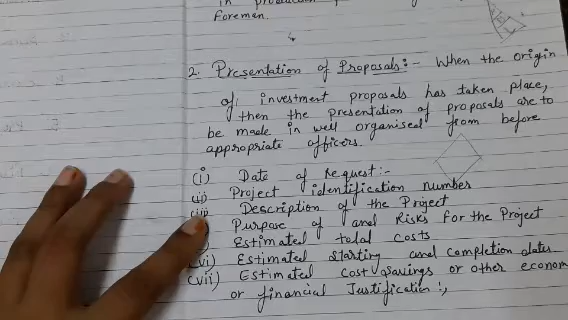 in
Foreman.
2. Presentation of Proposals:- When the origin
of investment proposals has taken place,
then the presentation of proposals are to
be made in well organised from before
appropriate officers.
(i) Date of request:-
(ii) Project identification number
(iii) Description of the Project
Purpose of and Risks for the Project
Estimated total costs
(vi) Estimated starting and completion dates
(vii) Estimated cost savings or other econom
or financial Justification:,